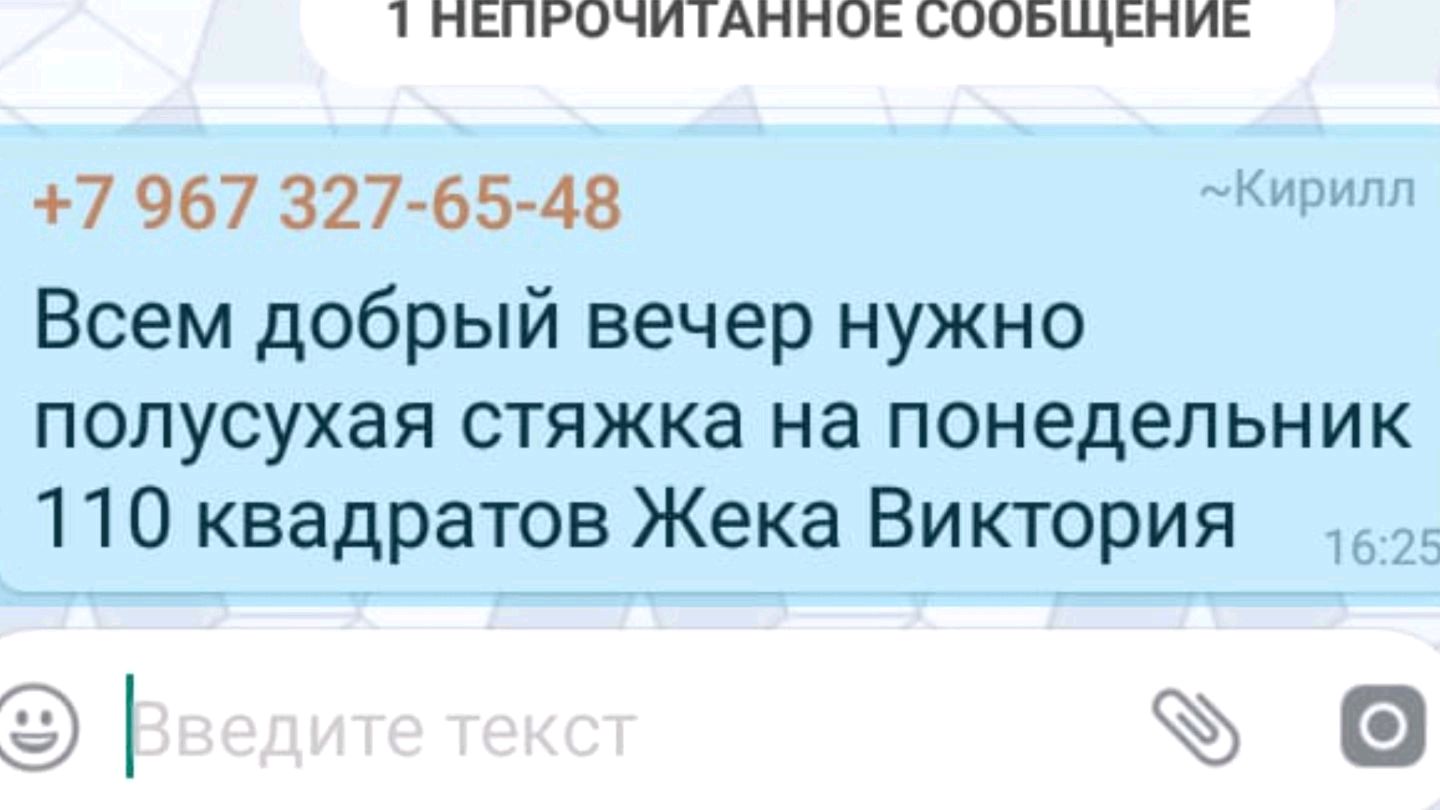 1 НЕПРОЧИТАННОЕ СООБЩЕНИЕ
+7 967 327-65-48 ~Кирилл
Всем добрый вечер нужно
полусухая стяжка на понедельник
110 квадратов Жека Виктория 16:25
Введите текст